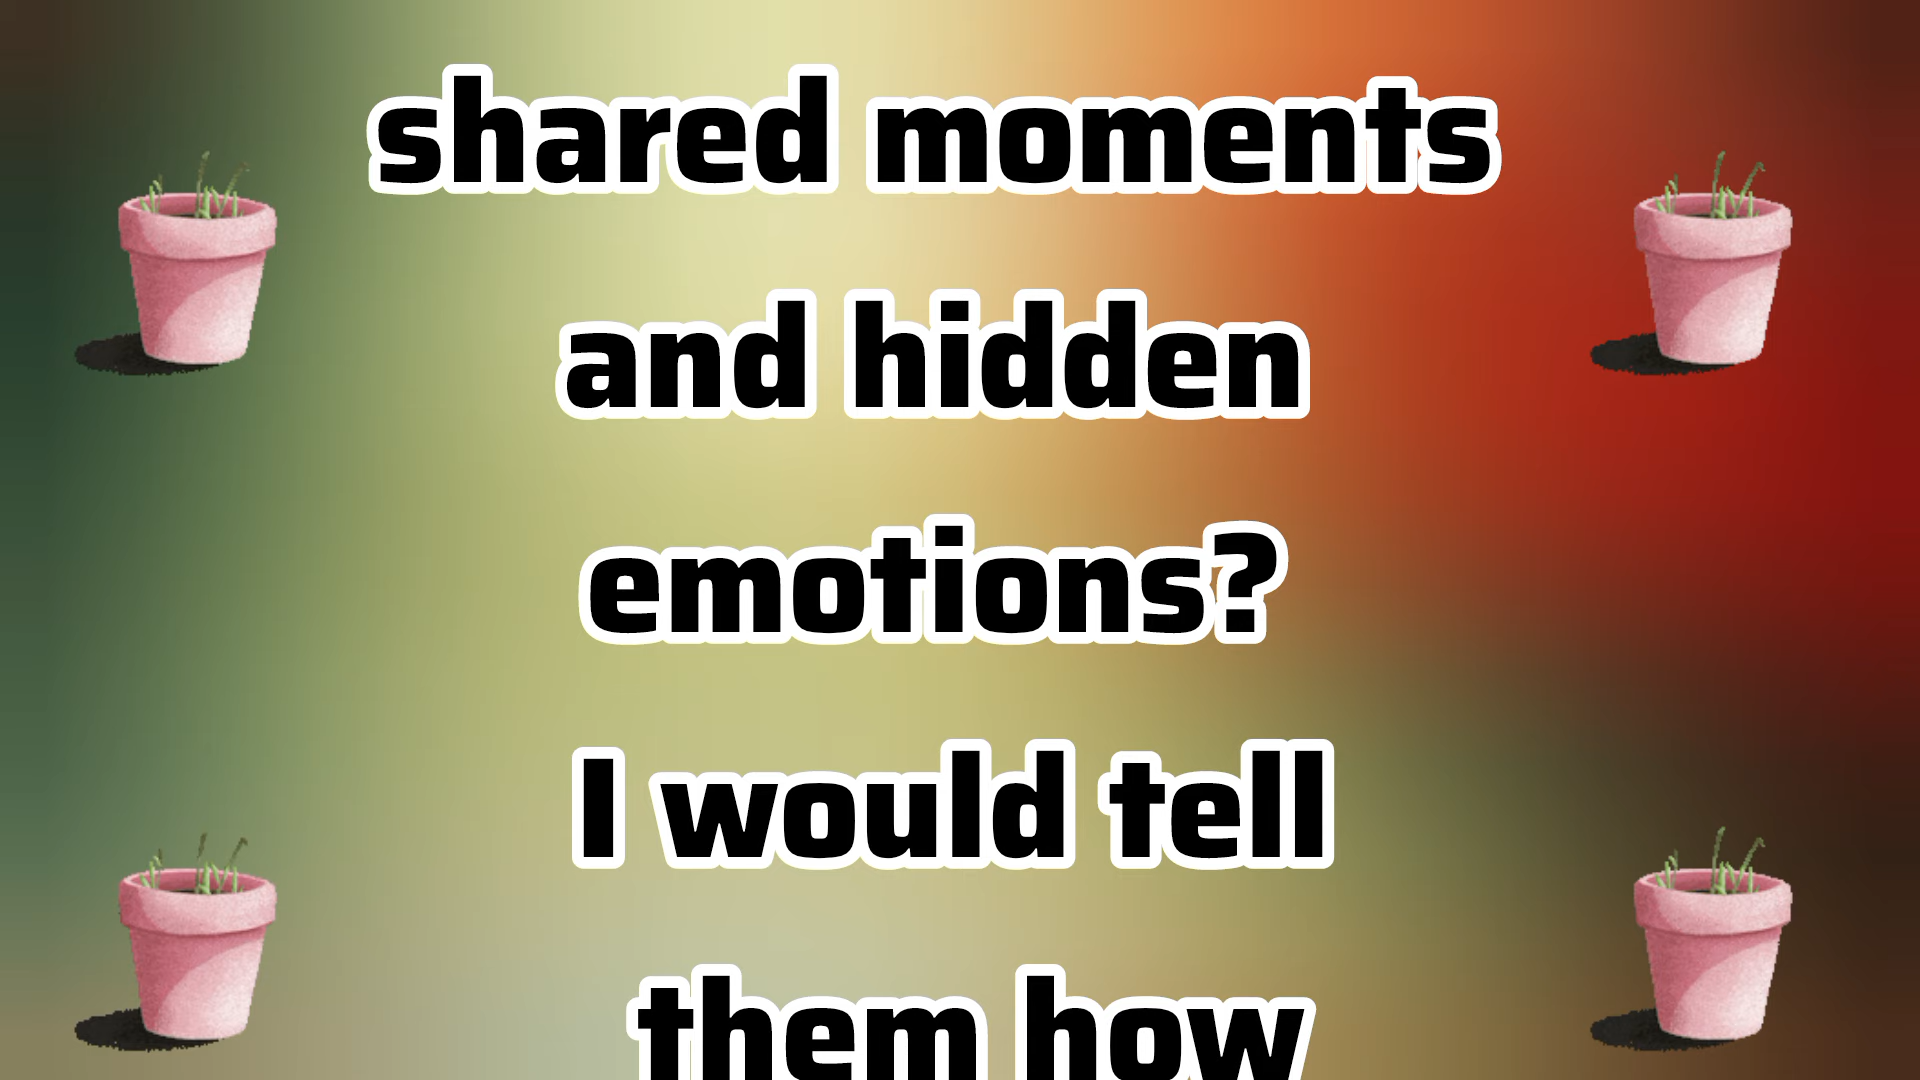 shared moments
and hidden
emotions?
I would tell
them how